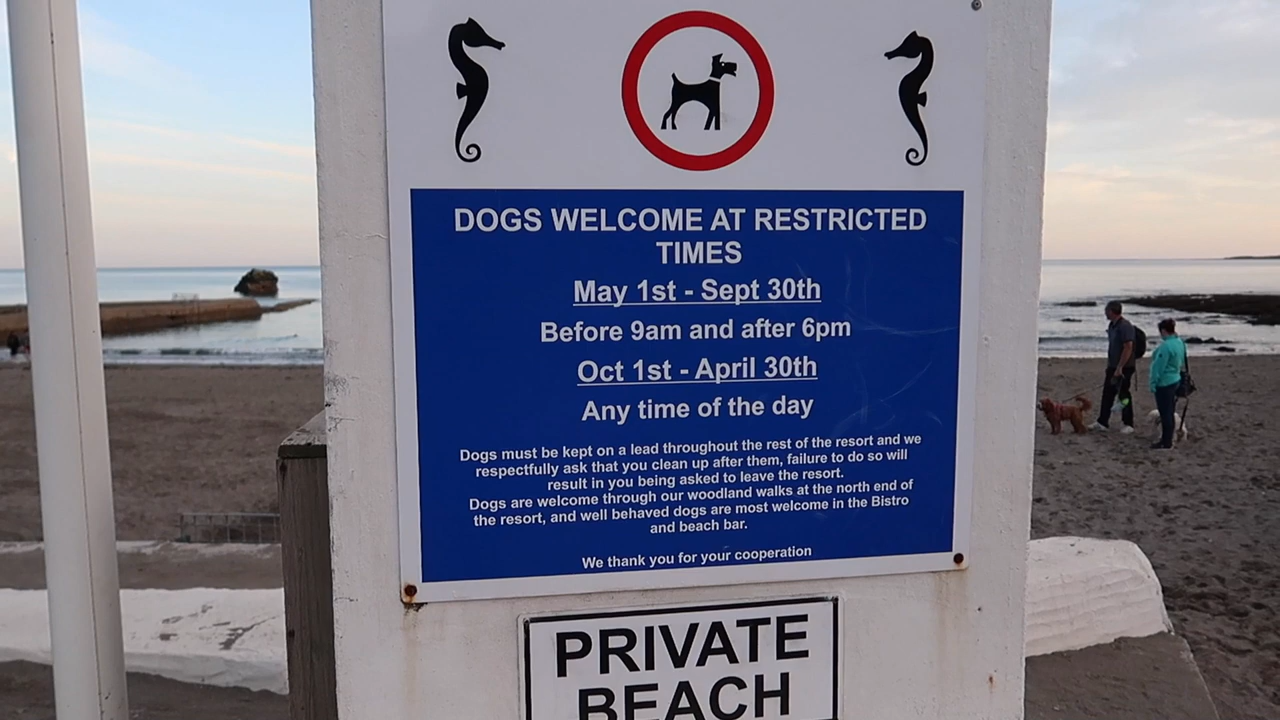 DOGS WELCOME AT RESTRICTED
TIMES
May 1st - Sept 30th
Before 9am and after 6pm
Oct 1st - April 30th
Any time of the day
Dogs must be kept on a lead throughout the rest of the resort and we
respectfully ask that you clean up after them, failure to do so will
result in you being asked to leave the resort.
Dogs are welcome through our woodland walks at the north end of
the resort, and well behaved dogs are most welcome in the Bistro
and beach bar.
We thank you for your cooperation
PRIVATE
BEACH